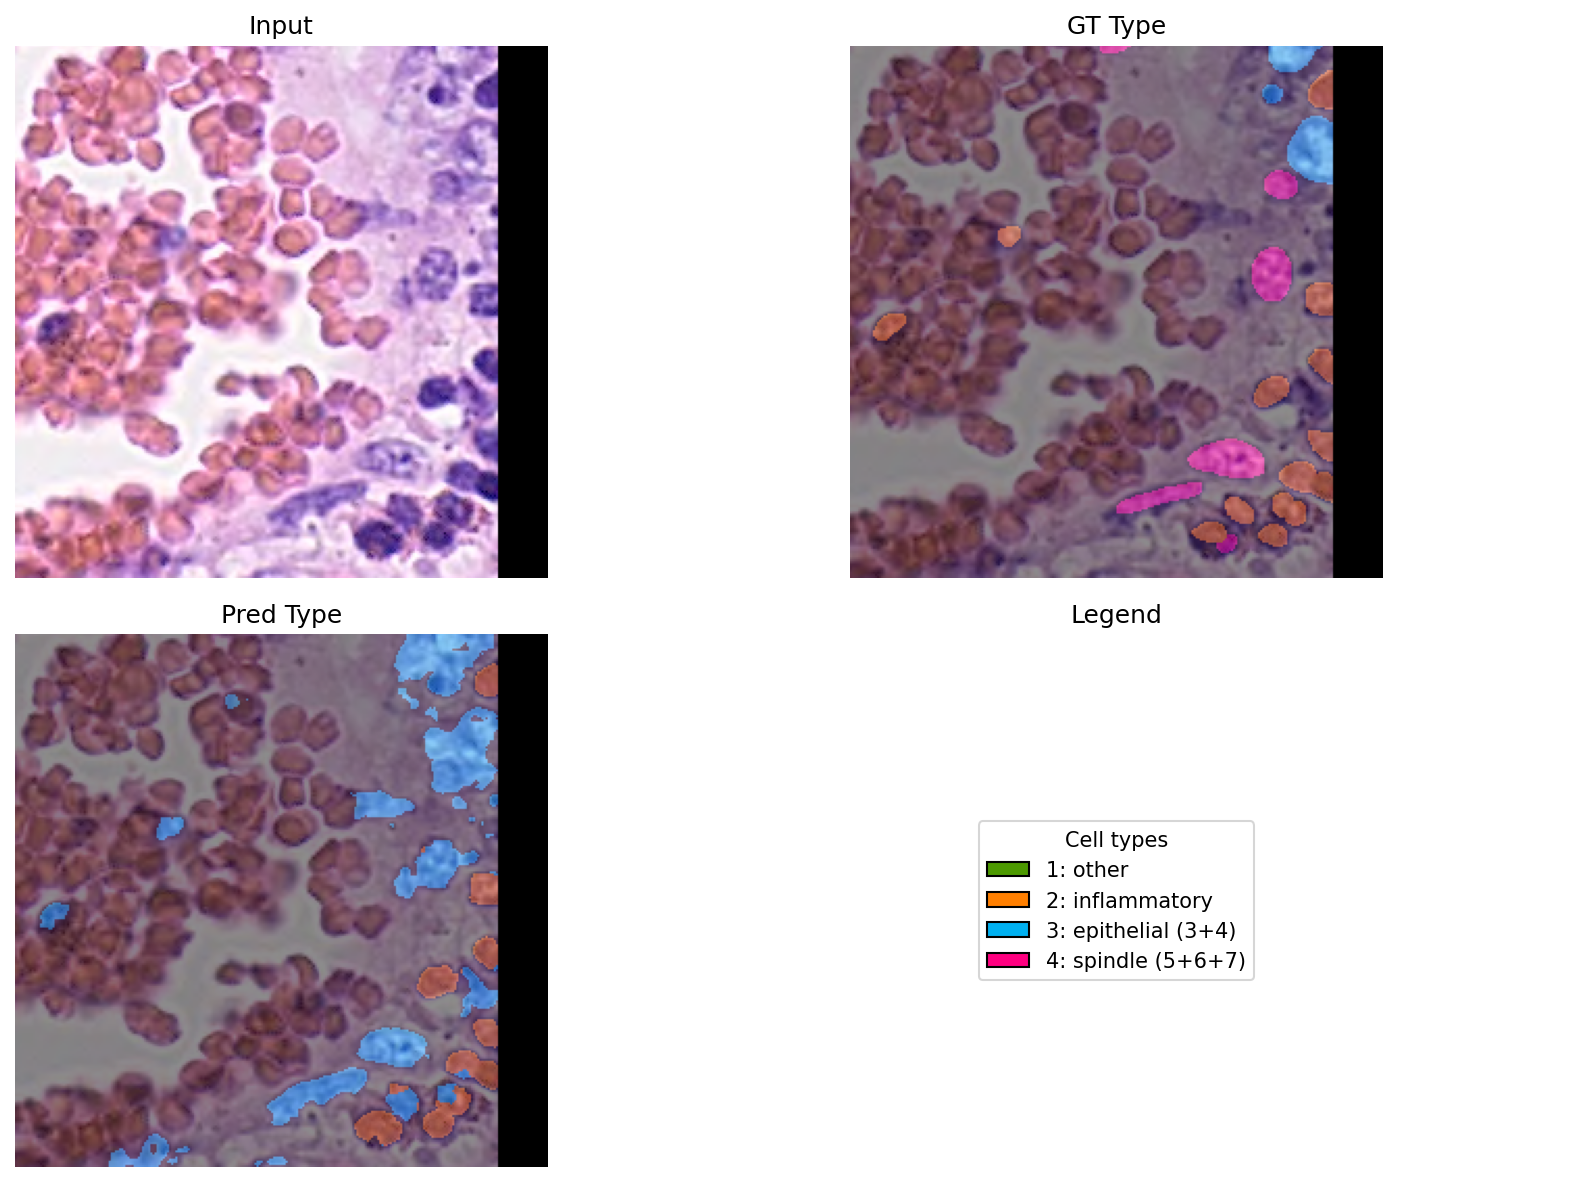 Input
GT Type
Pred Type
Legend
Cell types
1: other
2: inflammatory
3: epithelial (3+4)
4: spindle (5+6+7)